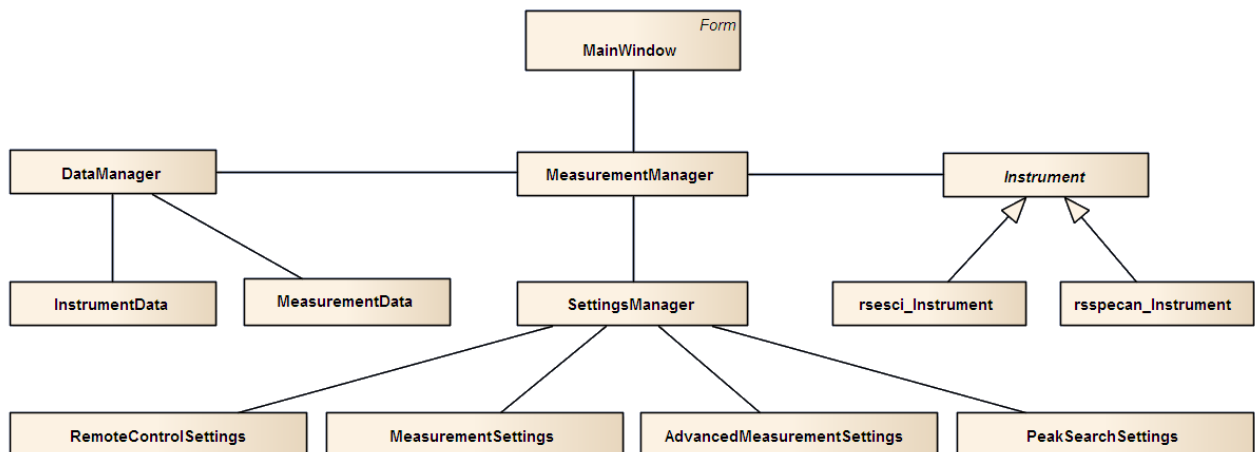 Form
MainWindow
DataManager
MeasurementManager
Instrument
InstrumentData
MeasurementData
SettingsManager
rsesci_Instrument
rsspecan_Instrument
RemoteControlSettings
MeasurementSettings
AdvancedMeasurementSettings
PeakSearchSettings